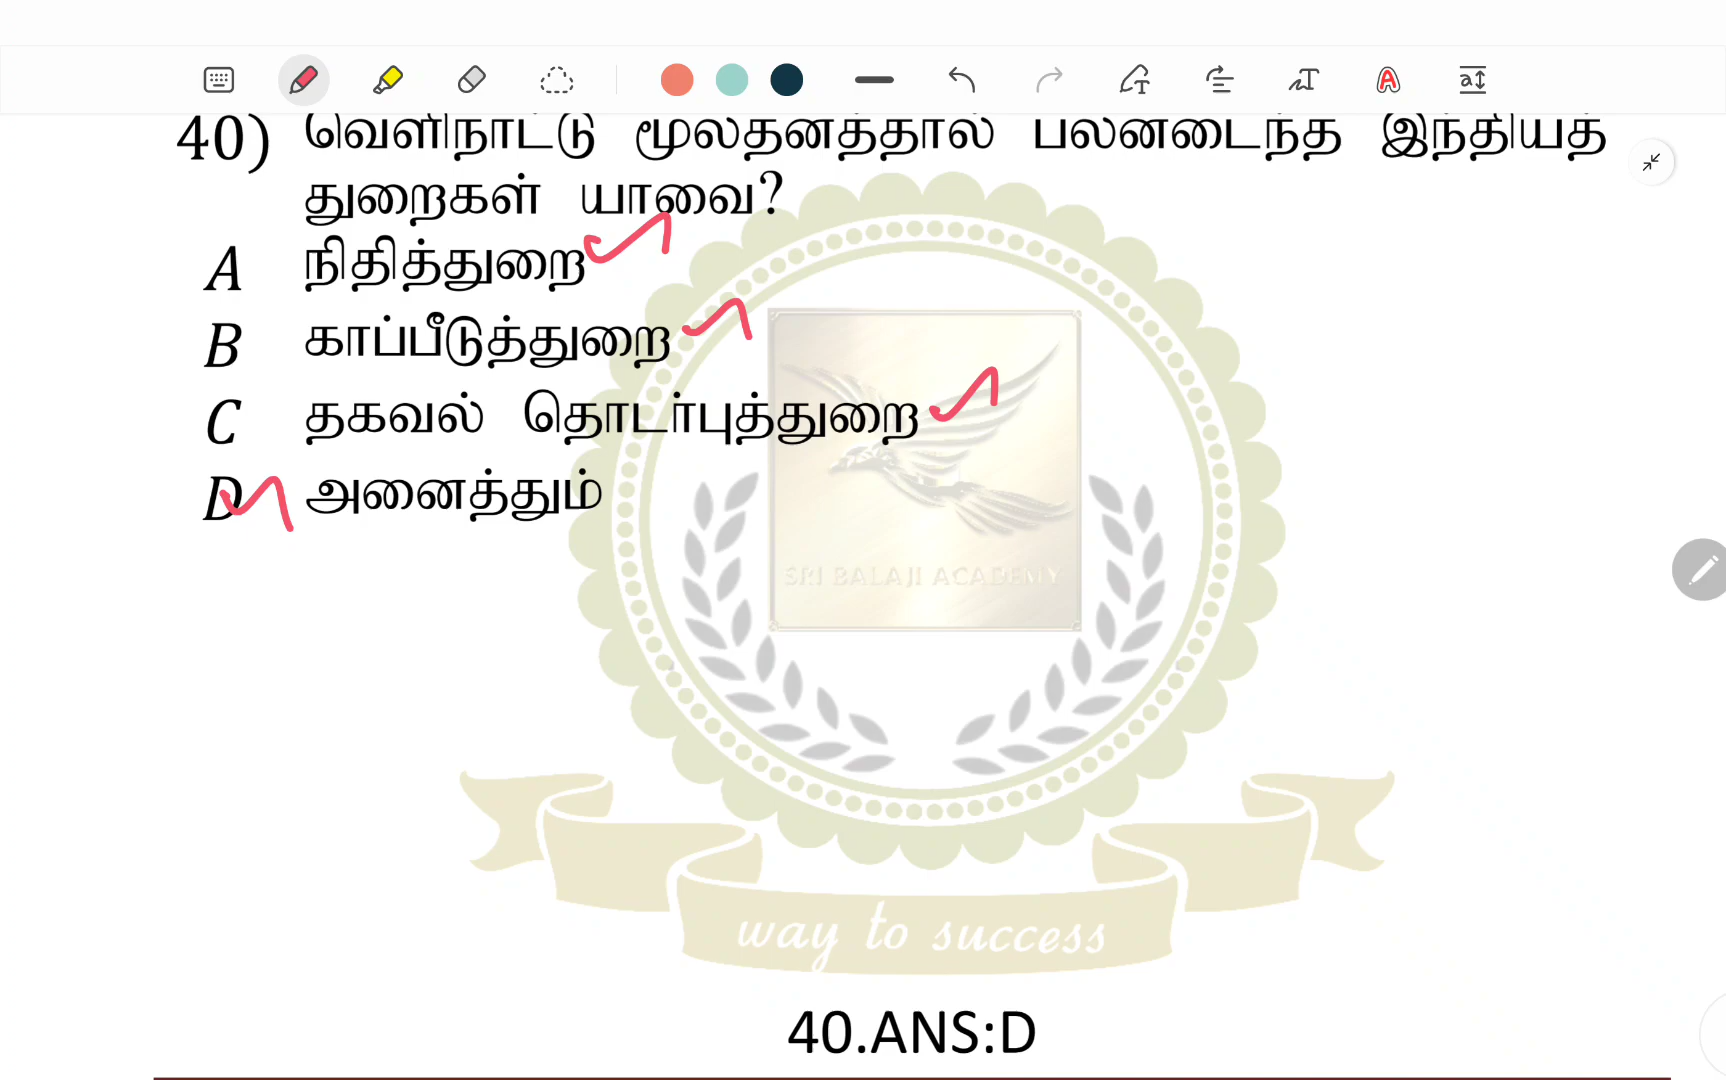 40) வெளிநாட்டு மூலதனத்தால் பலனடைந்த இந்தியத்
துறைகள் யாவை?
A நிதித்துறை
B காப்பீடுத்துறை
C தகவல் தொடர்புத்துறை
D அனைத்தும்
SRI BALAJI ACADEMY
way to success
40.ANS:D